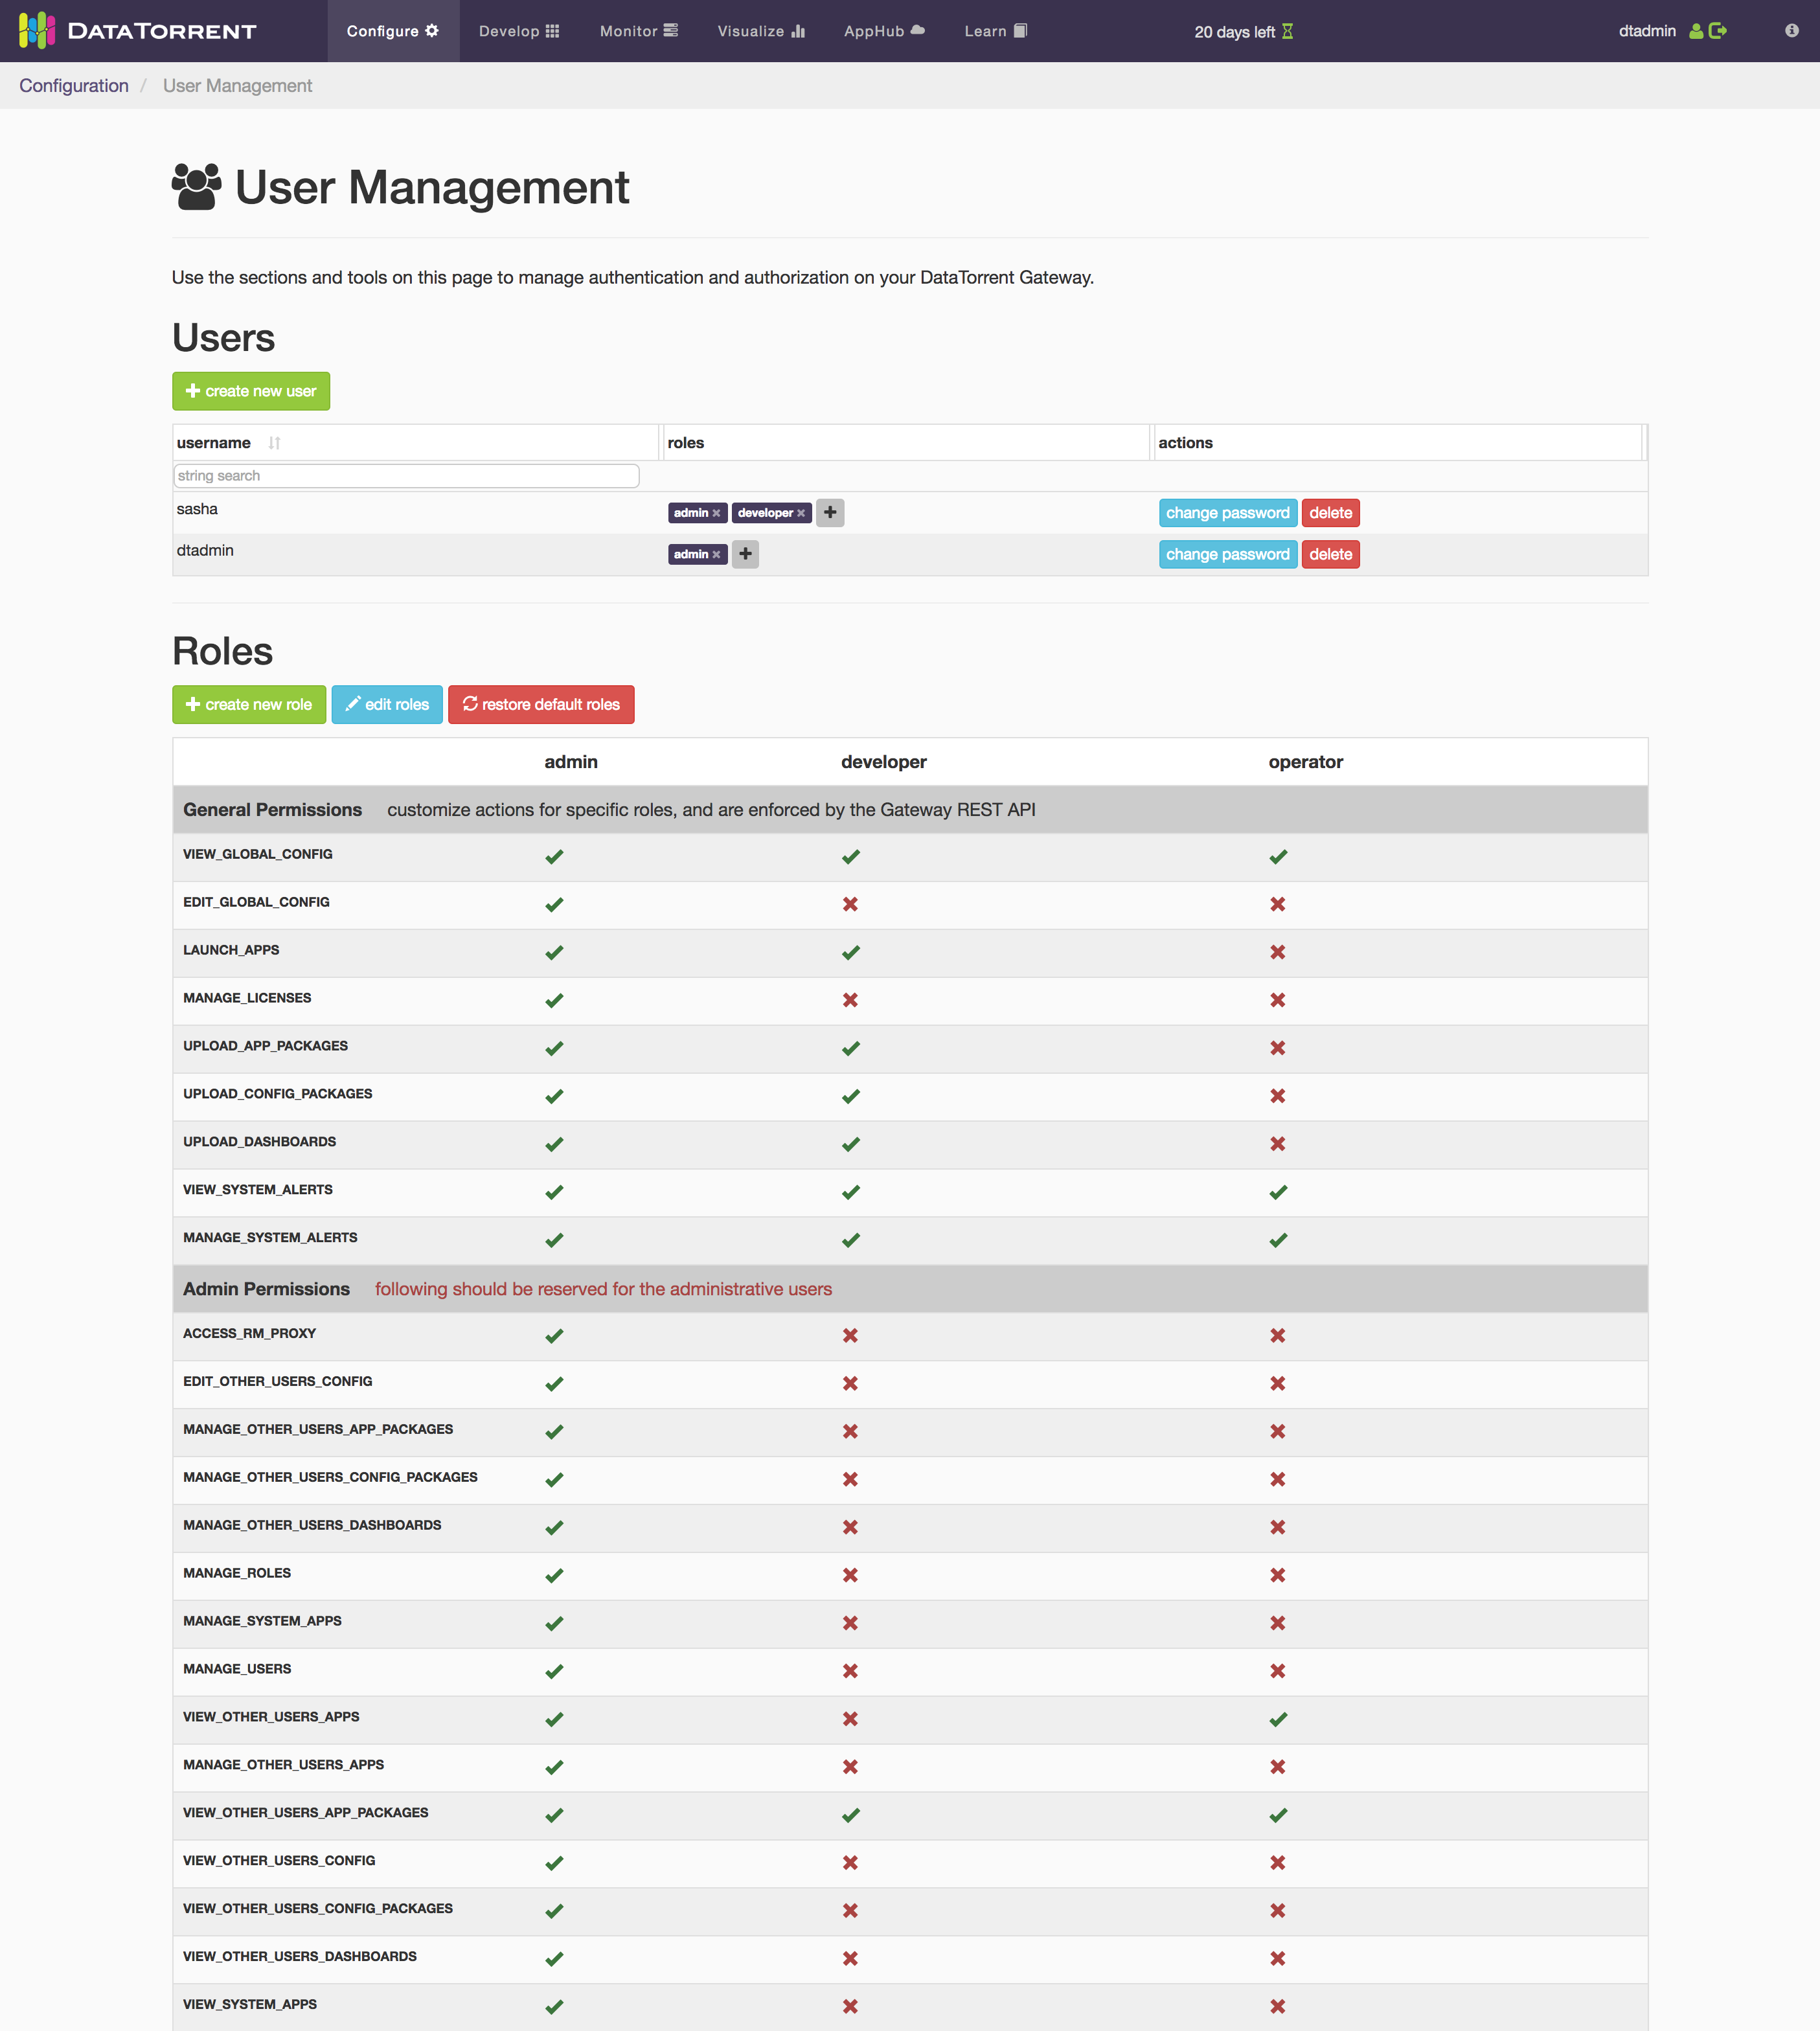 DATATORRENT Configure Develop Monitor Visualize AppHub Learn 20 days left dtadmin
Configuration / User Management
User Management
Use the sections and tools on this page to manage authentication and authorization on your DataTorrent Gateway.
Users
create new user
username roles actions
string search
sasha admin developer change password delete
dtadmin admin change password delete
Roles
create new role edit roles restore default roles
admin developer operator
General Permissions customize actions for specific roles, and are enforced by the Gateway REST API
VIEW_GLOBAL_CONFIG
EDIT_GLOBAL_CONFIG
LAUNCH_APPS
MANAGE_LICENSES
UPLOAD_APP_PACKAGES
UPLOAD_CONFIG_PACKAGES
UPLOAD_DASHBOARDS
VIEW_SYSTEM_ALERTS
MANAGE_SYSTEM_ALERTS
Admin Permissions following should be reserved for the administrative users
ACCESS_RM_PROXY
EDIT_OTHER_USERS_CONFIG
MANAGE_OTHER_USERS_APP_PACKAGES
MANAGE_OTHER_USERS_CONFIG_PACKAGES
MANAGE_OTHER_USERS_DASHBOARDS
MANAGE_ROLES
MANAGE_SYSTEM_APPS
MANAGE_USERS
VIEW_OTHER_USERS_APPS
MANAGE_OTHER_USERS_APPS
VIEW_OTHER_USERS_APP_PACKAGES
VIEW_OTHER_USERS_CONFIG
VIEW_OTHER_USERS_CONFIG_PACKAGES
VIEW_OTHER_USERS_DASHBOARDS
VIEW_SYSTEM_APPS